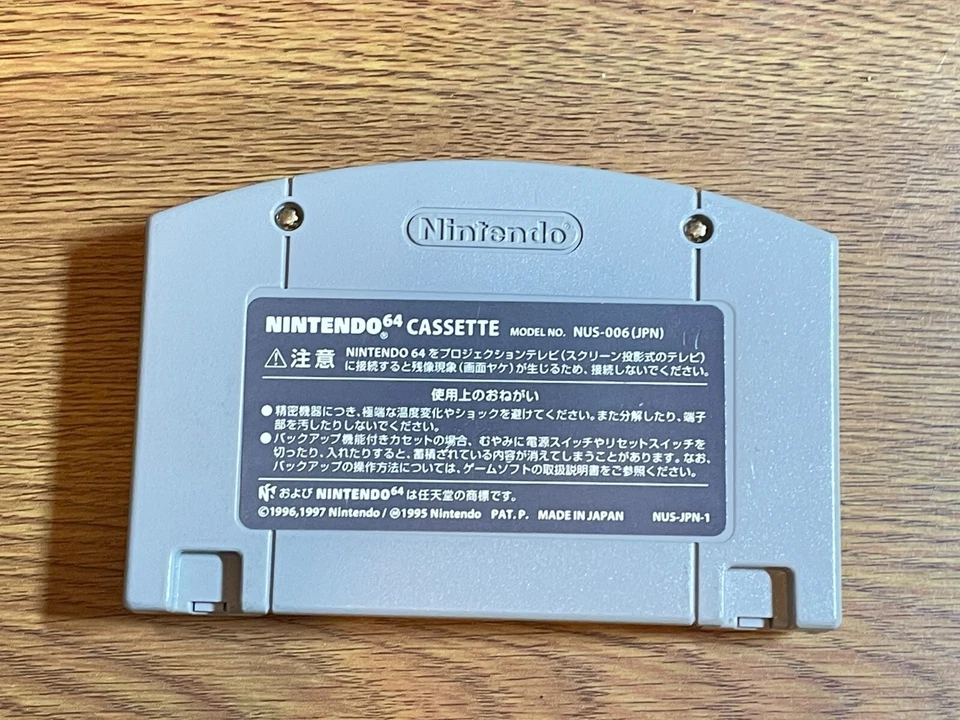 Nintendo®
NINTENDO64® CASSETTE MODEL NO. NUS-006(JPN)
⚠注意 NINTENDO 64 をプロジェクションテレビ(スクリーン投影式のテレビ)
に接続すると残像現象(画面ヤケ)が生じるため、接続しないでください。
使用上のおねがい
●精密機器につき、極端な温度変化やショックを避けてください。また分解したり、端子
部を汚したりしないでください。
●バックアップ機能付きカセットの場合、むやみに電源スイッチやリセットスイッチを
切ったり、入れたりすると、蓄積されている内容が消えてしまうことがあります。なお、
バックアップの操作方法については、ゲームソフトの取扱説明書をご参照ください。
および NINTENDO64 は任天堂の商標です。
©1996,1997 Nintendo / Ⓜ1995 Nintendo PAT. P. MADE IN JAPAN NUS-JPN-1